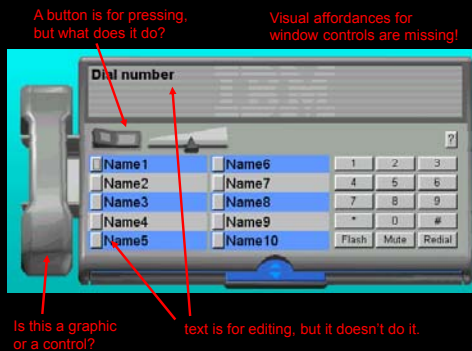 A button is for pressing,
but what does it do?
Visual affordances for
window controls are missing!
Dial number
IBM
?
Name1 Name6 1 2 3
Name2 Name7 4 5 6
Name3 Name8 7 8 9
Name4 Name9 * 0 #
Name5 Name10 Flash Mute Redial
Is this a graphic
or a control?
text is for editing, but it doesn't do it.